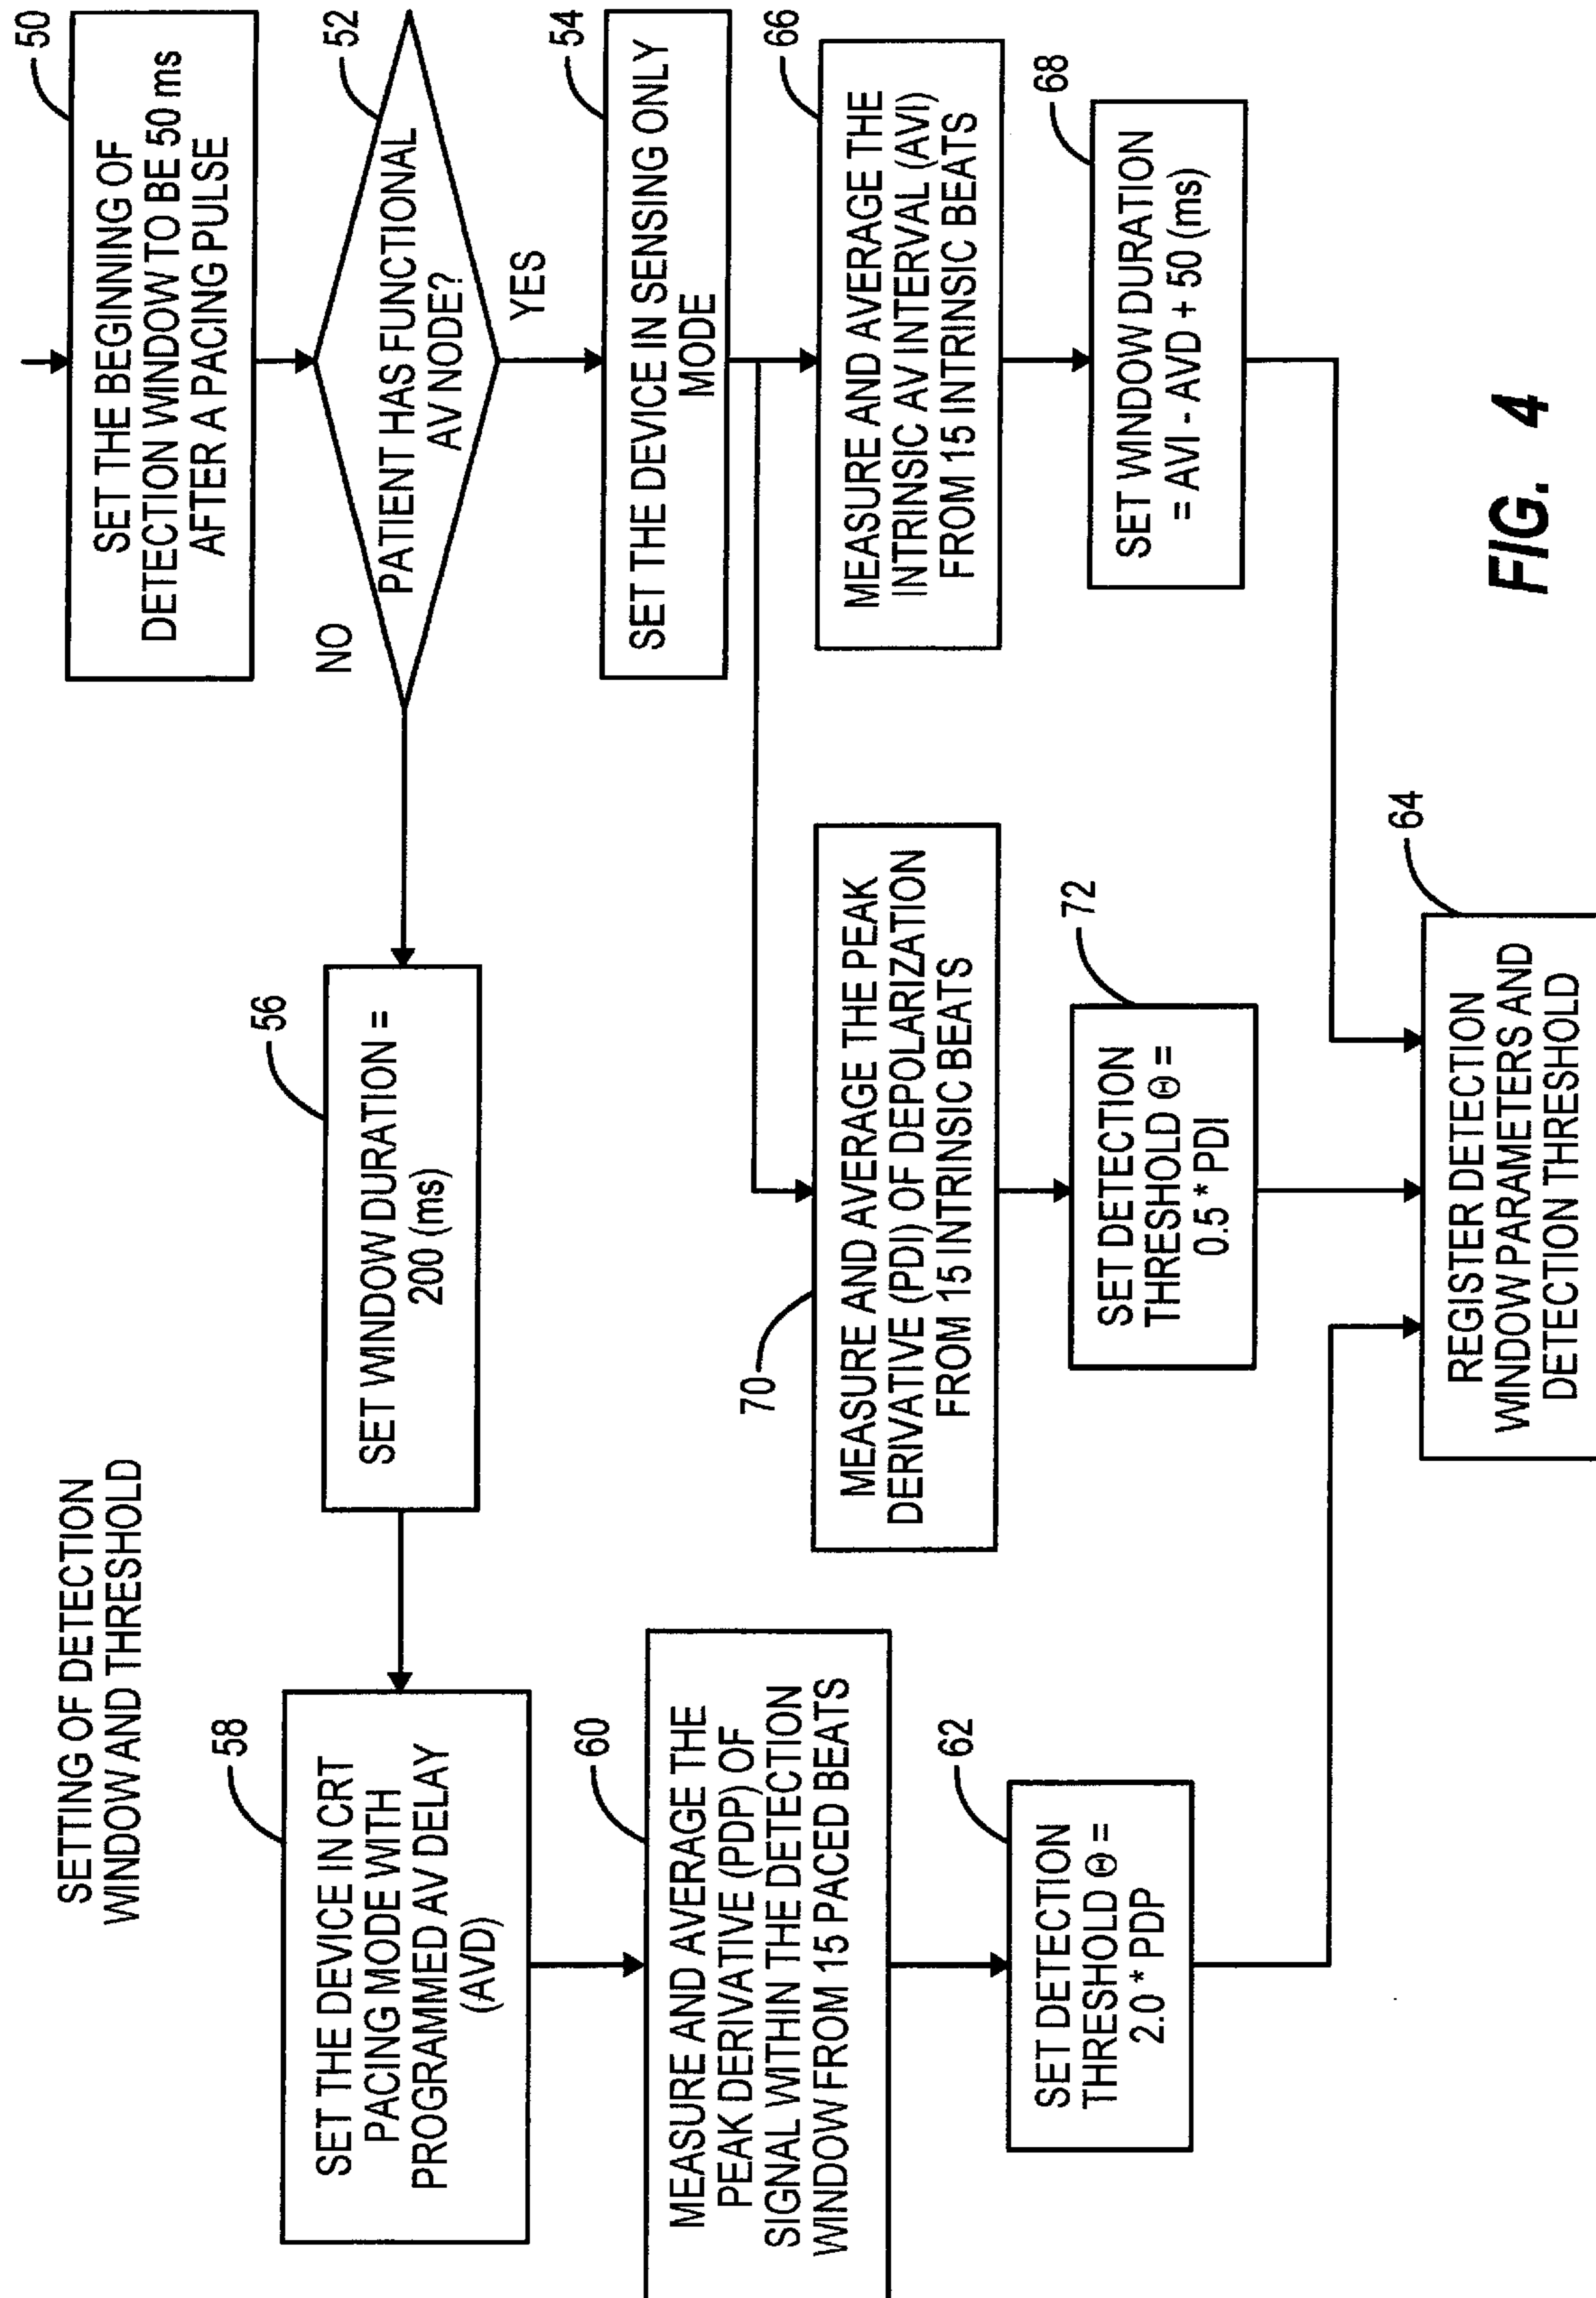 SETTING OF DETECTION
WINDOW AND THRESHOLD
50
SET THE BEGINNING OF
DETECTION WINDOW TO BE 50 ms
AFTER A PACING PULSE
52
PATIENT HAS FUNCTIONAL
AV NODE?
NO
YES
56
SET WINDOW DURATION =
200 (ms)
58
SET THE DEVICE IN CRT
PACING MODE WITH
PROGRAMMED AV DELAY
(AVD)
60
MEASURE AND AVERAGE THE
PEAK DERIVATIVE (PDP) OF
SIGNAL WITHIN THE DETECTION
WINDOW FROM 15 PACED BEATS
62
SET DETECTION
THRESHOLD Θ =
2.0 * PDP
54
SET THE DEVICE IN SENSING ONLY
MODE
70
MEASURE AND AVERAGE THE PEAK
DERIVATIVE (PDI) OF DEPOLARIZATION
FROM 15 INTRINSIC BEATS
72
SET DETECTION
THRESHOLD Θ =
0.5 * PDI
66
MEASURE AND AVERAGE THE
INTRINSIC AV INTERVAL (AVI)
FROM 15 INTRINSIC BEATS
68
SET WINDOW DURATION
= AVI - AVD + 50 (ms)
64
REGISTER DETECTION
WINDOW PARAMETERS AND
DETECTION THRESHOLD
FIG. 4